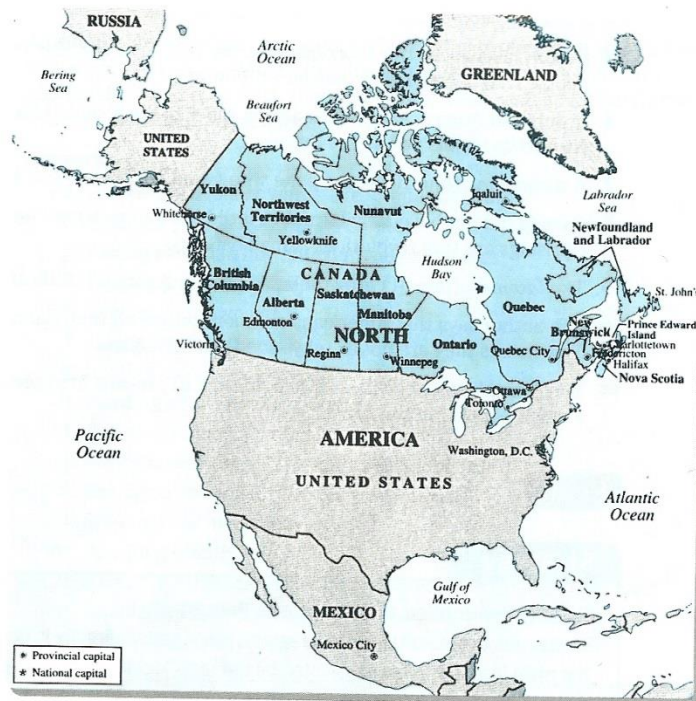 RUSSIA
Arctic
Ocean
Bering
Sea
GREENLAND
Beaufort
Sea
UNITED
STATES
Yukon
Northwest
Territories
Nunavut
Iqaluit
Labrador
Sea
Whitehorse
Yellowknife
Newfoundland
and Labrador
Hudson
Bay
CANADA
British
Columbia
Alberta
Saskatchewan
Manitoba
Quebec
St. John's
Edmonton
NORTH
Ontario
New
Brunswick
Prince Edward
Island
Charlottetown
Victoria
Regina
Winnepeg
Quebec City
Fredericton
Halifax
Nova Scotia
Ottawa
Toronto
Pacific
Ocean
AMERICA
Washington, D.C.
UNITED STATES
Atlantic
Ocean
Gulf of
Mexico
MEXICO
Mexico City
Provincial capital
National capital